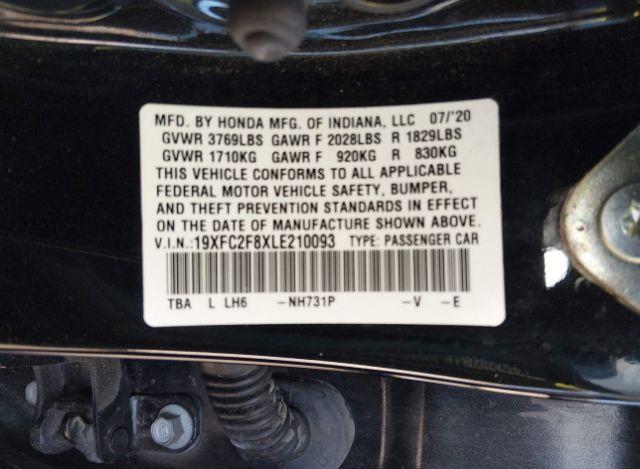 MFD. BY HONDA MFG. OF INDIANA, LLC 07/'20
GVWR 3769LBS GAWR F 2028LBS R 1829LBS
GVWR 1710KG GAWR F 920KG R 830KG
THIS VEHICLE CONFORMS TO ALL APPLICABLE
FEDERAL MOTOR VEHICLE SAFETY, BUMPER,
AND THEFT PREVENTION STANDARDS IN EFFECT
ON THE DATE OF MANUFACTURE SHOWN ABOVE.
V.I.N.:19XFC2F8XLE210093 TYPE: PASSENGER CAR
TBA L LH6 -NH731P -V -E